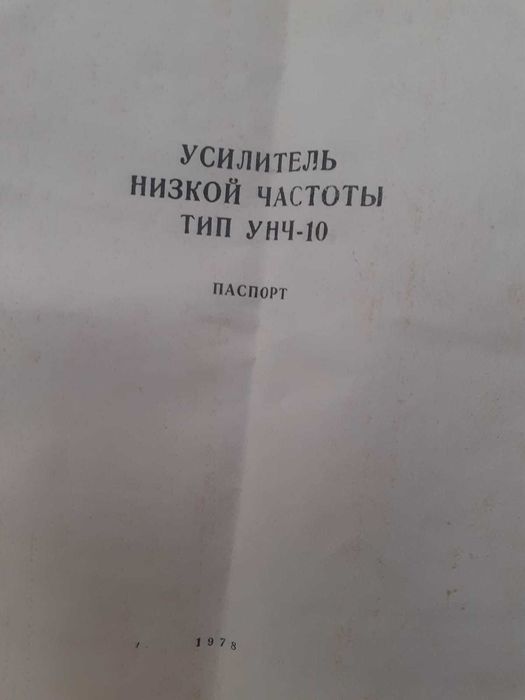 УСИЛИТЕЛЬ
НИЗКОЙ ЧАСТОТЫ
ТИП УНЧ-10
ПАСПОРТ
1978